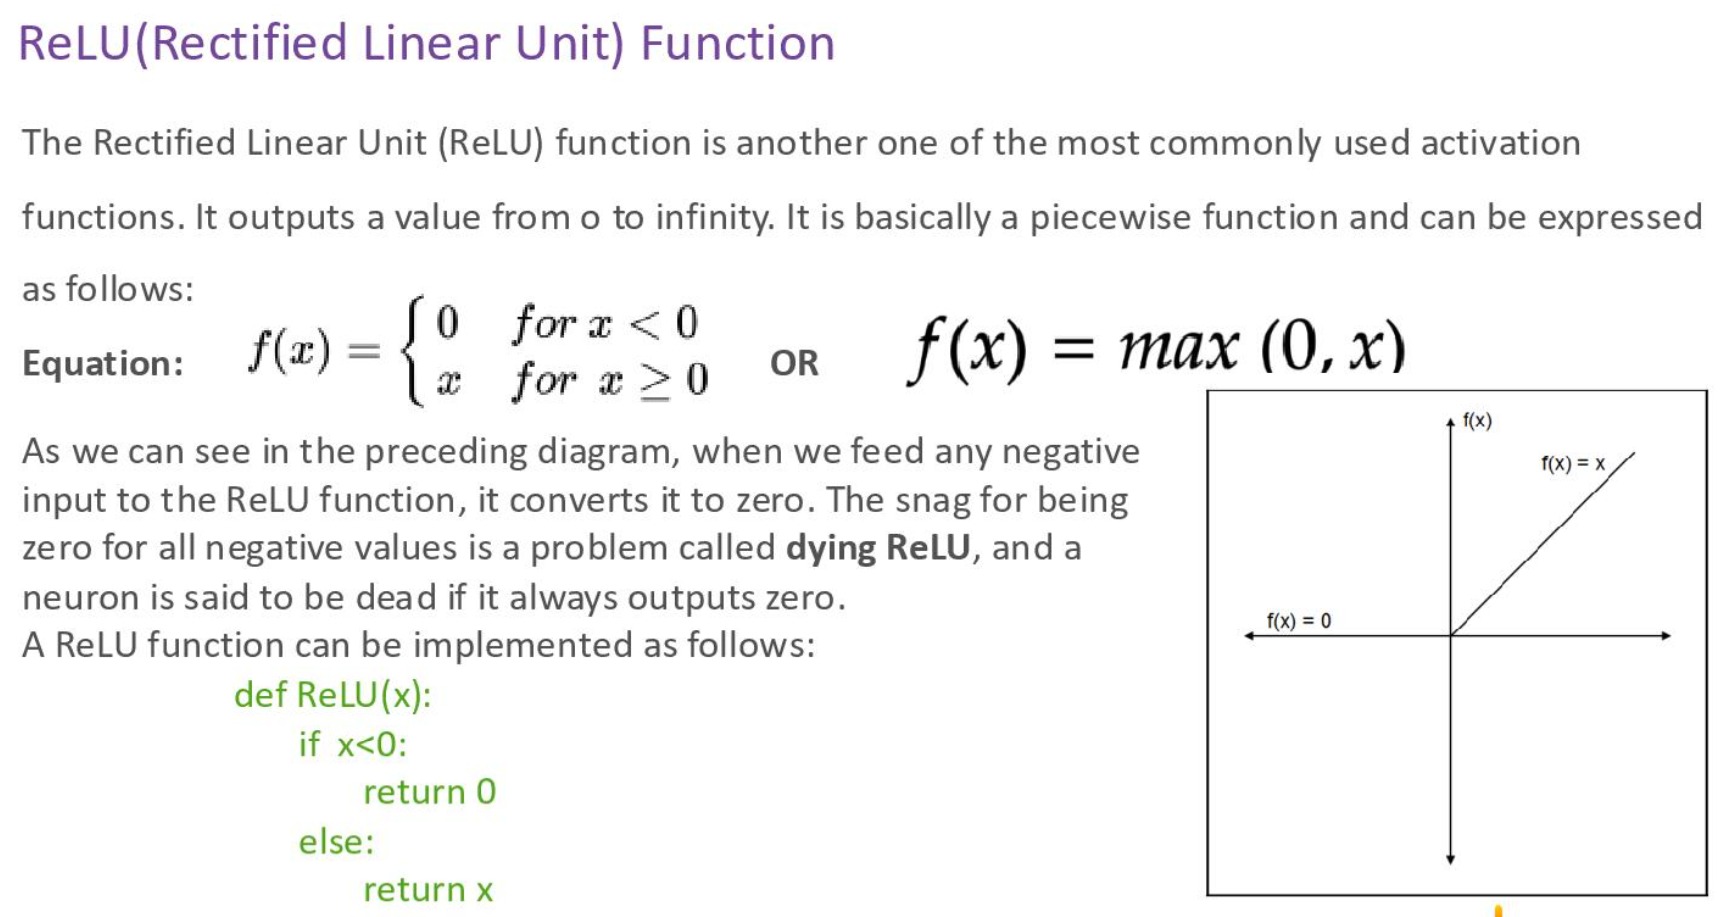 ReLU(Rectified Linear Unit) Function
The Rectified Linear Unit (ReLU) function is another one of the most commonly used activation
functions. It outputs a value from o to infinity. It is basically a piecewise function and can be expressed
as follows:
Equation: f(x) = { 0 for x < 0
x for x ≥ 0
OR f(x) = max (0, x)
As we can see in the preceding diagram, when we feed any negative
input to the ReLU function, it converts it to zero. The snag for being
zero for all negative values is a problem called dying ReLU, and a
neuron is said to be dead if it always outputs zero.
A ReLU function can be implemented as follows:
def ReLU(x):
if x<0:
return 0
else:
return x
f(x)
f(x) = x
f(x) = 0